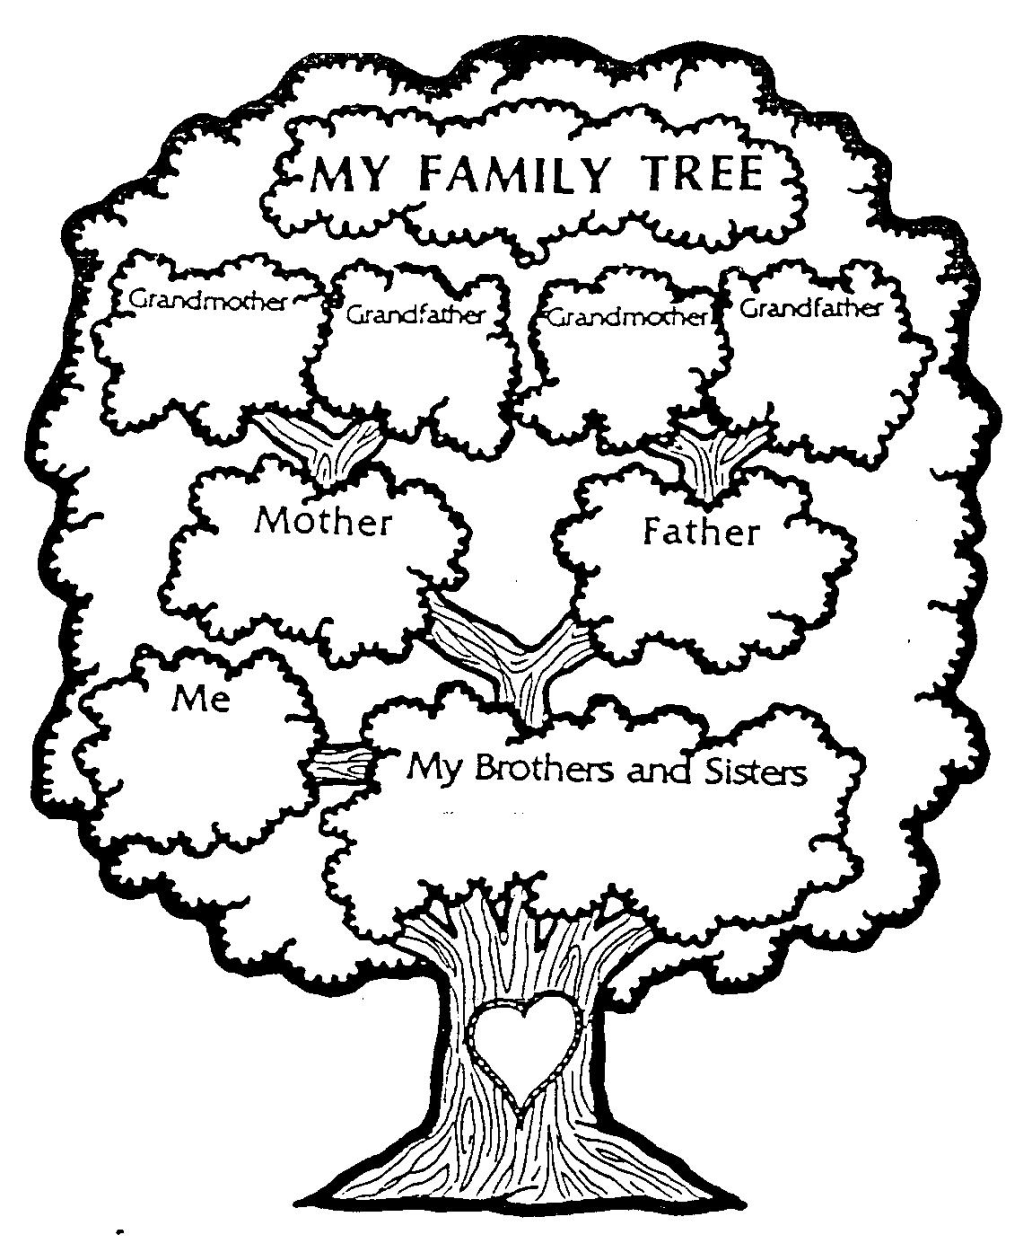 MY FAMILY TREE
Grandmother
Grandfather
Grandmother
Grandfather
Mother
Father
Me
My Brothers and Sisters